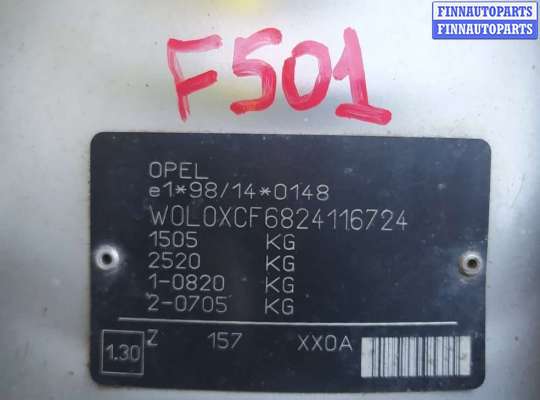 FINNAUTOPARTS
FINNAUTOPARTS
F501
OPEL
e1*98/14*0148
W0L0XCF6824116724
1505 KG
2520 KG
1-0820 KG
2-0705 KG
1.30 Z 157 XX0A